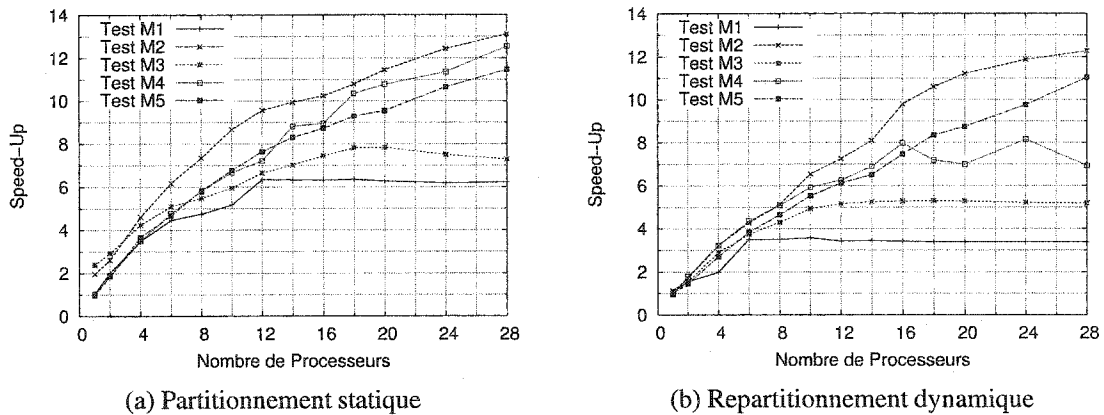 14
12
10
8
6
4
2
0
Speed-Up
Test M1
Test M2
Test M3
Test M4
Test M5
0 4 8 12 16 20 24 28
Nombre de Processeurs
(a) Partitionnement statique
14
12
10
8
6
4
2
0
Speed-Up
Test M1
Test M2
Test M3
Test M4
Test M5
0 4 8 12 16 20 24 28
Nombre de Processeurs
(b) Repartitionnement dynamique